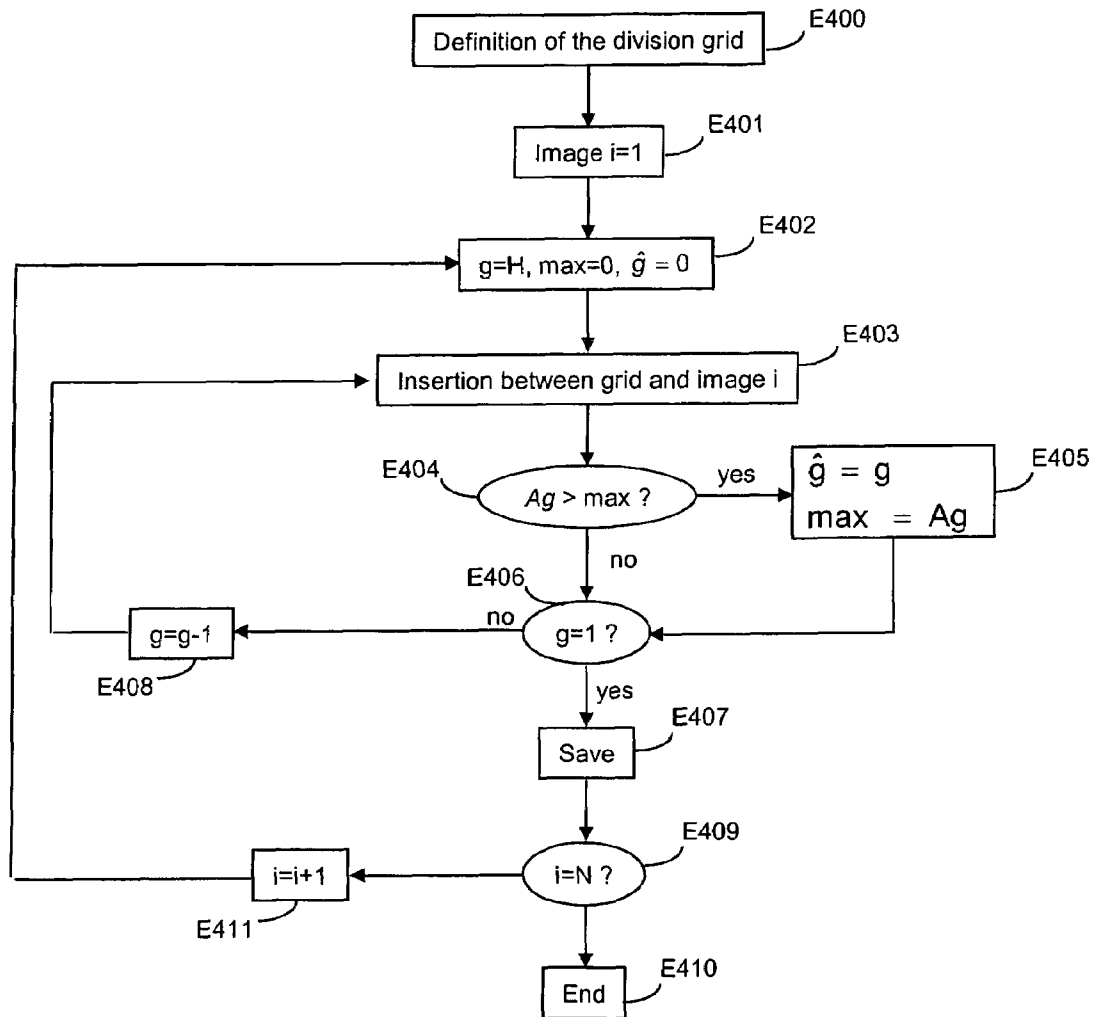 E400
Definition of the division grid
E401
Image i=1
E402
g=H, max=0, ĝ = 0
E403
Insertion between grid and image i
E404
Ag > max ?
yes
ĝ = g
max = Ag
E405
no
E406
g=1 ?
no
g=g-1
E408
yes
E407
Save
E409
i=N ?
i=i+1
E411
E410
End